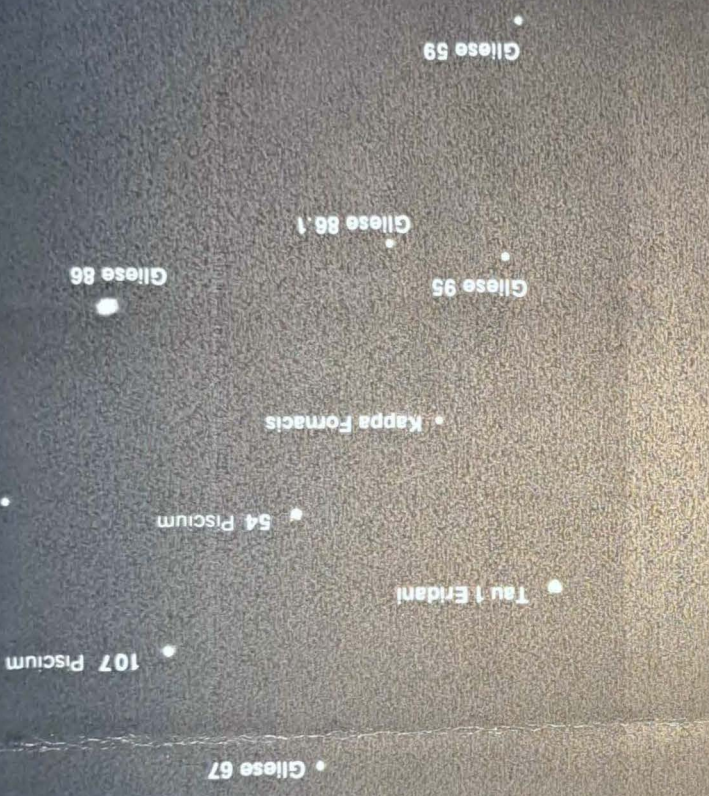 Gliese 67
107 Piscium
Tau 1 Eridani
54 Piscium
Kappa Fornacis
Gliese 95
Gliese 86
Gliese 86.1
Gliese 59